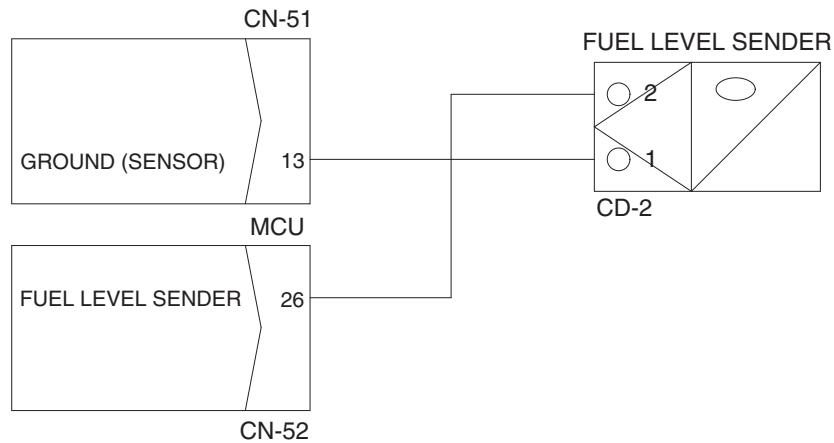 CN-51
FUEL LEVEL SENDER
2
GROUND (SENSOR) 13
1
CD-2
MCU
FUEL LEVEL SENDER 26
CN-52